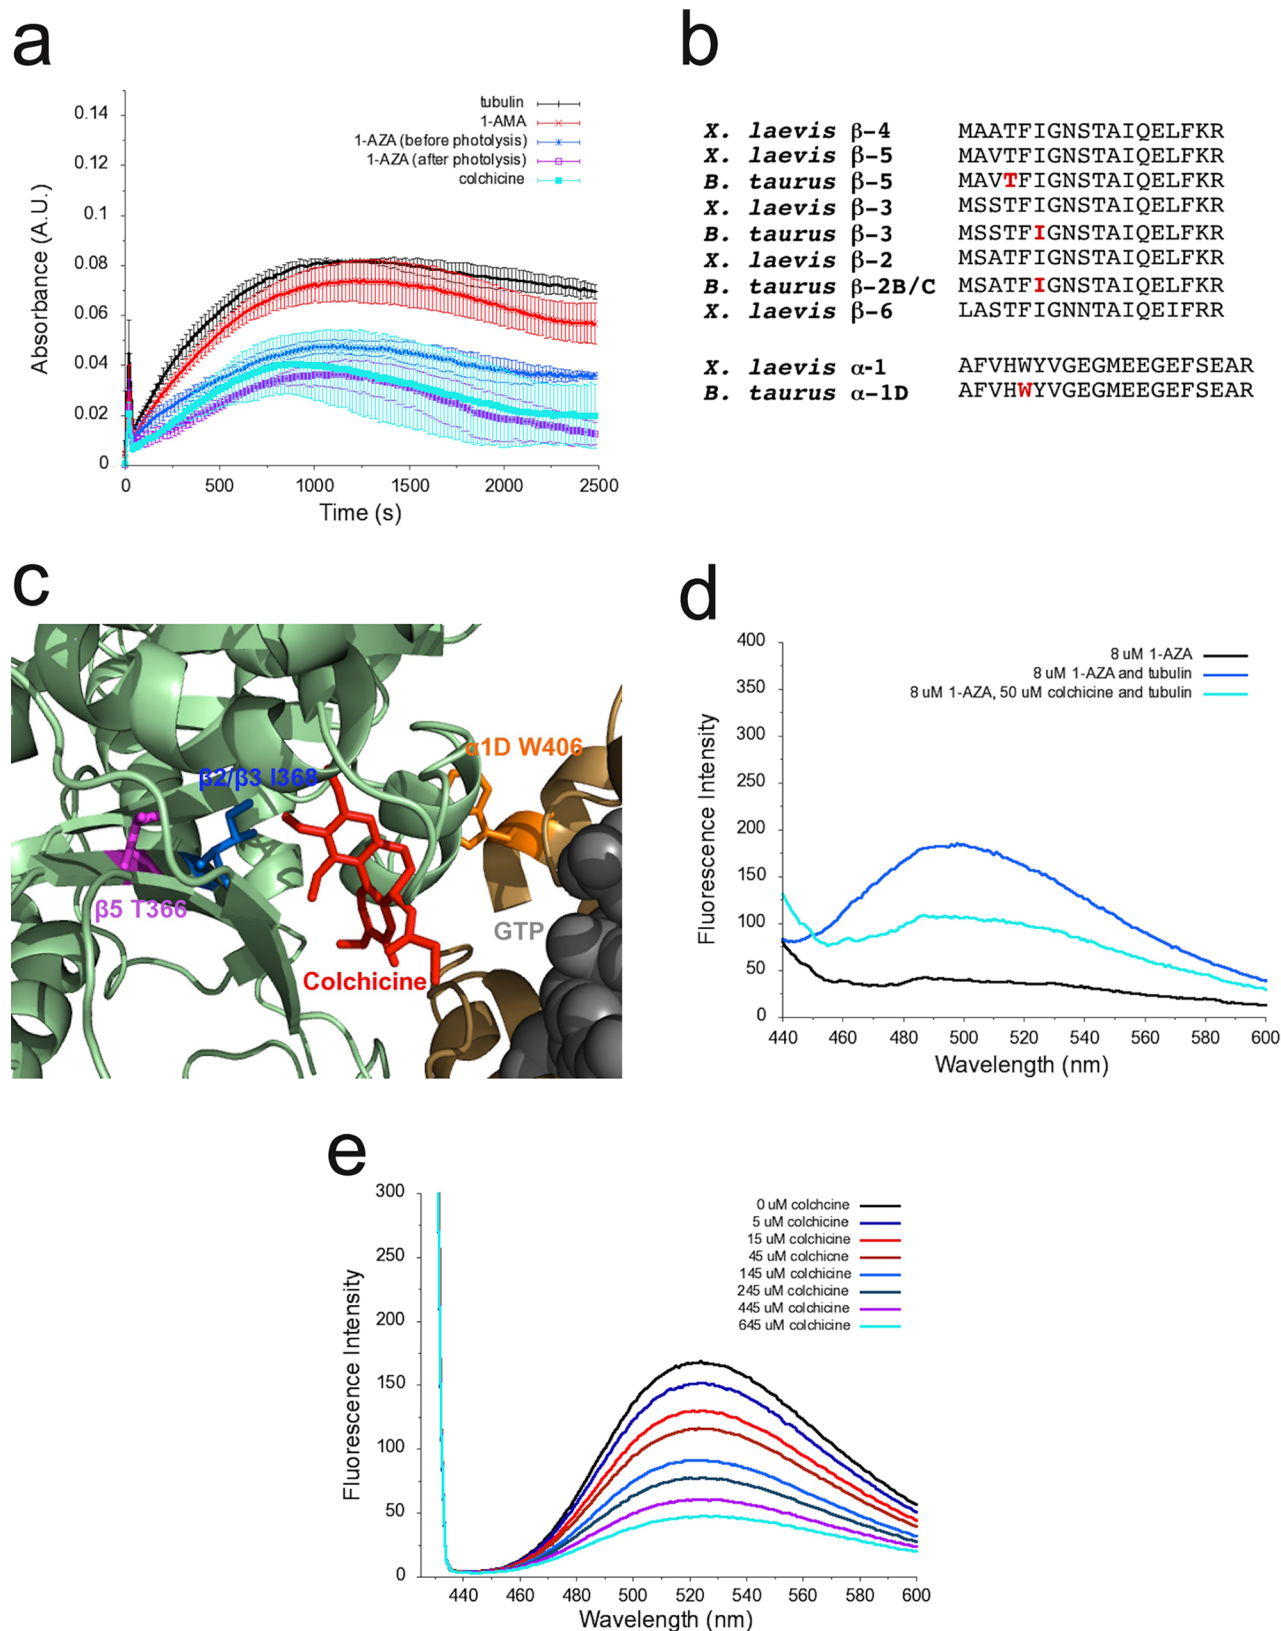 a
0.14
0.12
0.1
0.08
0.06
0.04
0.02
0
Absorbance (A.U.)
tubulin
1-AMA
1-AZA (before photolysis)
1-AZA (after photolysis)
colchicine
0 500 1000 1500 2000 2500
Time (s)
b
X. laevis β-4 MAATFIGNSTAIQELFKR
X. laevis β-5 MAVTFIGNSTAIQELFKR
B. taurus β-5 MAVTFIGNSTAIQELFKR
X. laevis β-3 MSSTFIGNSTAIQELFKR
B. taurus β-3 MSSTFIGNSTAIQELFKR
X. laevis β-2 MSATFIGNSTAIQELFKR
B. taurus β-2B/C MSATFIGNSTAIQELFKR
X. laevis β-6 LASTFIGNNTAIQEIFRR
X. laevis α-1 AFVHWYVGEGMEEGEFSEAR
B. taurus α-1D AFVHWYVGEGMEEGEFSEAR
c
α1D W406
β2/β3 I368
β5 T366
GTP
Colchicine
d
400
350
300
250
200
150
100
50
0
Fluorescence Intensity
8 uM 1-AZA
8 uM 1-AZA and tubulin
8 uM 1-AZA, 50 uM colchicine and tubulin
440 460 480 500 520 540 560 580 600
Wavelength (nm)
e
300
250
200
150
100
50
0
Fluorescence Intensity
0 uM colchcine
5 uM colchicine
15 uM colchicine
45 uM colchicne
145 uM colchicine
245 uM colchicine
445 uM colchicine
645 uM colchicine
440 460 480 500 520 540 560 580 600
Wavelength (nm)